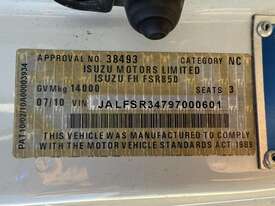 APPROVAL NO. 38493 CATEGORY NC
ISUZU MOTORS LIMITED
ISUZU FH FSR850
GVM kg 14000 SEATS 3
07/10 VIN JALFSR34797000601
THIS VEHICLE WAS MANUFACTURED TO COMPLY
WITH THE MOTOR VEHICLE STANDARDS ACT 1989